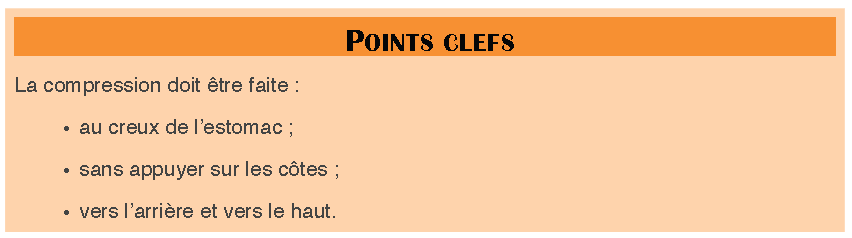 Points clefs
La compression doit être faite :
• au creux de l’estomac ;
• sans appuyer sur les côtes ;
• vers l’arrière et vers le haut.